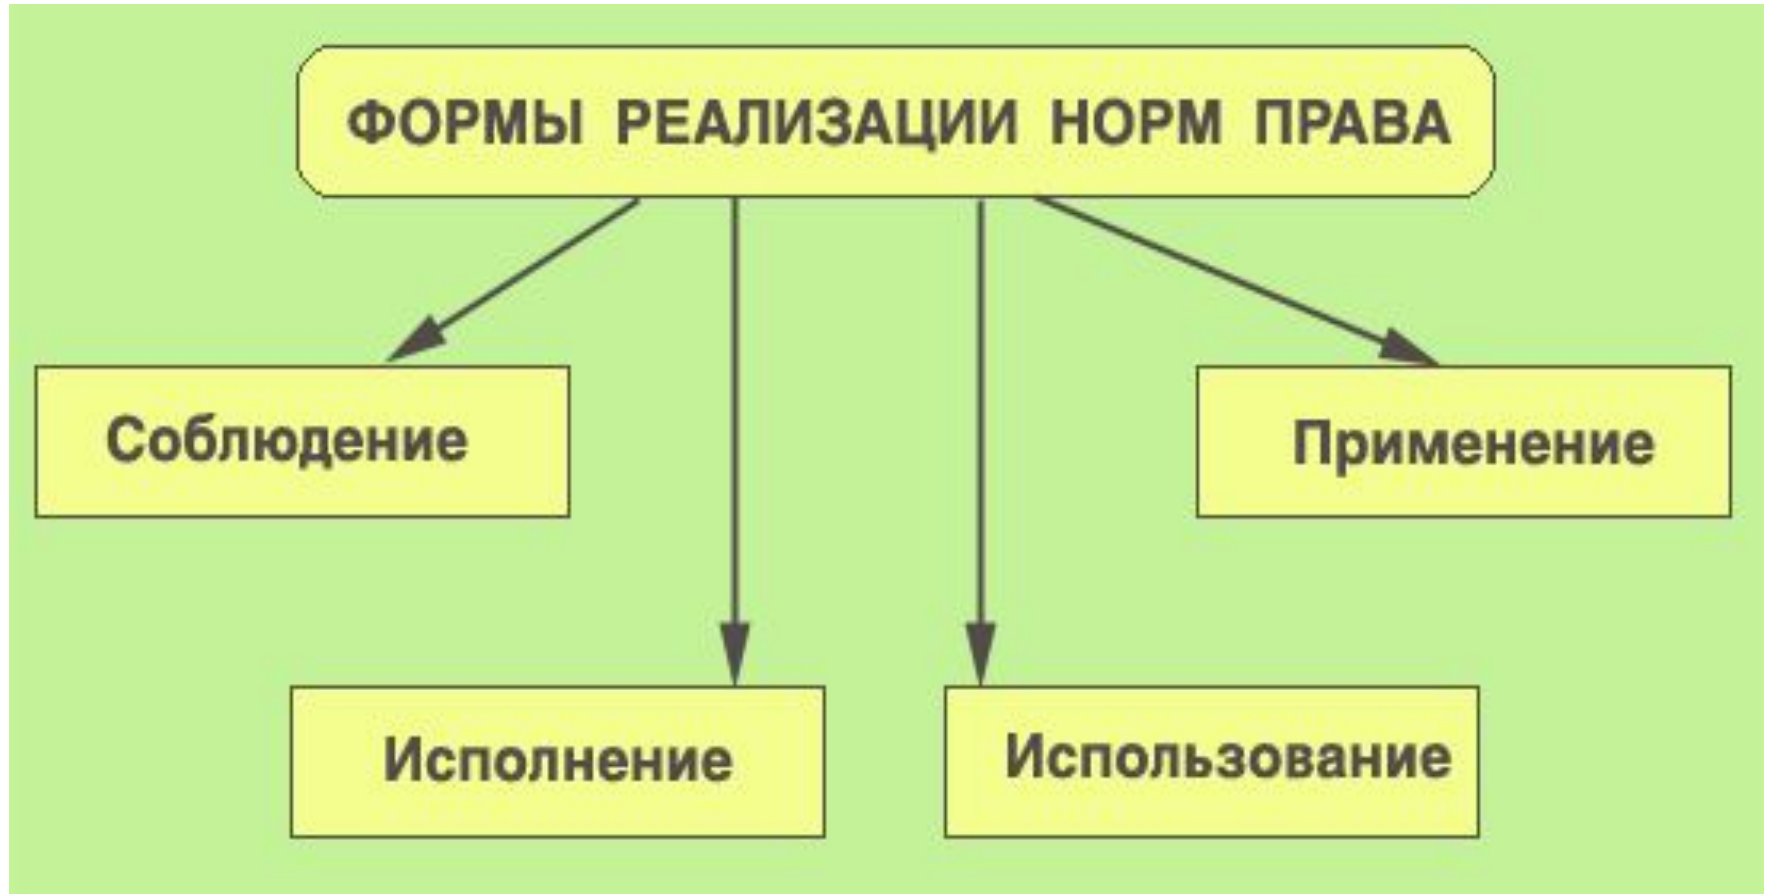 ФОРМЫ РЕАЛИЗАЦИИ НОРМ ПРАВА
Соблюдение
Применение
Исполнение
Использование